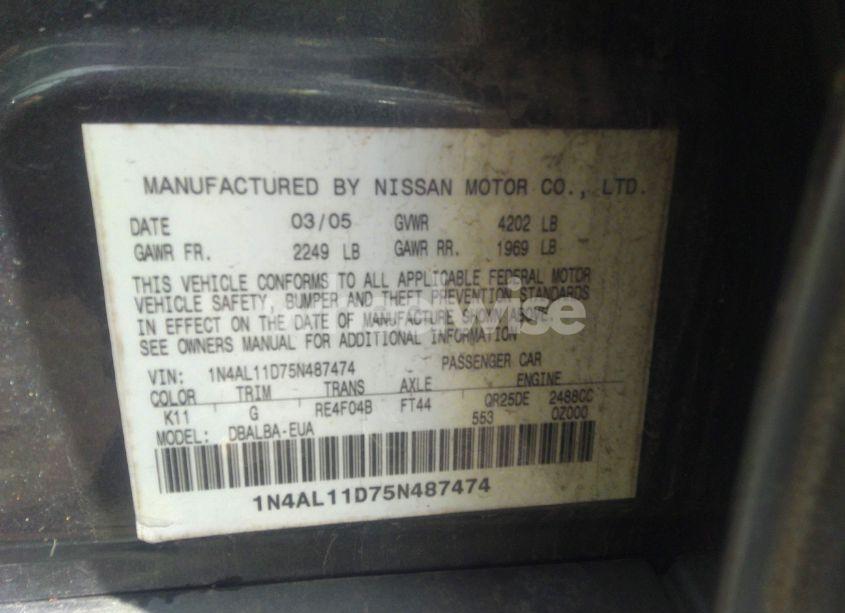 MANUFACTURED BY NISSAN MOTOR CO., LTD.
DATE 03/05 GVWR 4202 LB
GAWR FR. 2249 LB GAWR RR. 1969 LB
THIS VEHICLE CONFORMS TO ALL APPLICABLE FEDERAL MOTOR
VEHICLE SAFETY, BUMPER AND THEFT PREVENTION STANDARDS
IN EFFECT ON THE DATE OF MANUFACTURE SHOWN ABOVE.
SEE OWNERS MANUAL FOR ADDITIONAL INFORMATION
VIN: 1N4AL11D75N487474 PASSENGER CAR
COLOR TRIM TRANS AXLE ENGINE
K11 G RE4F04B FT44 QR25DE 2488CC
553 0Z000
MODEL: DBALBA-EUA
1N4AL11D75N487474